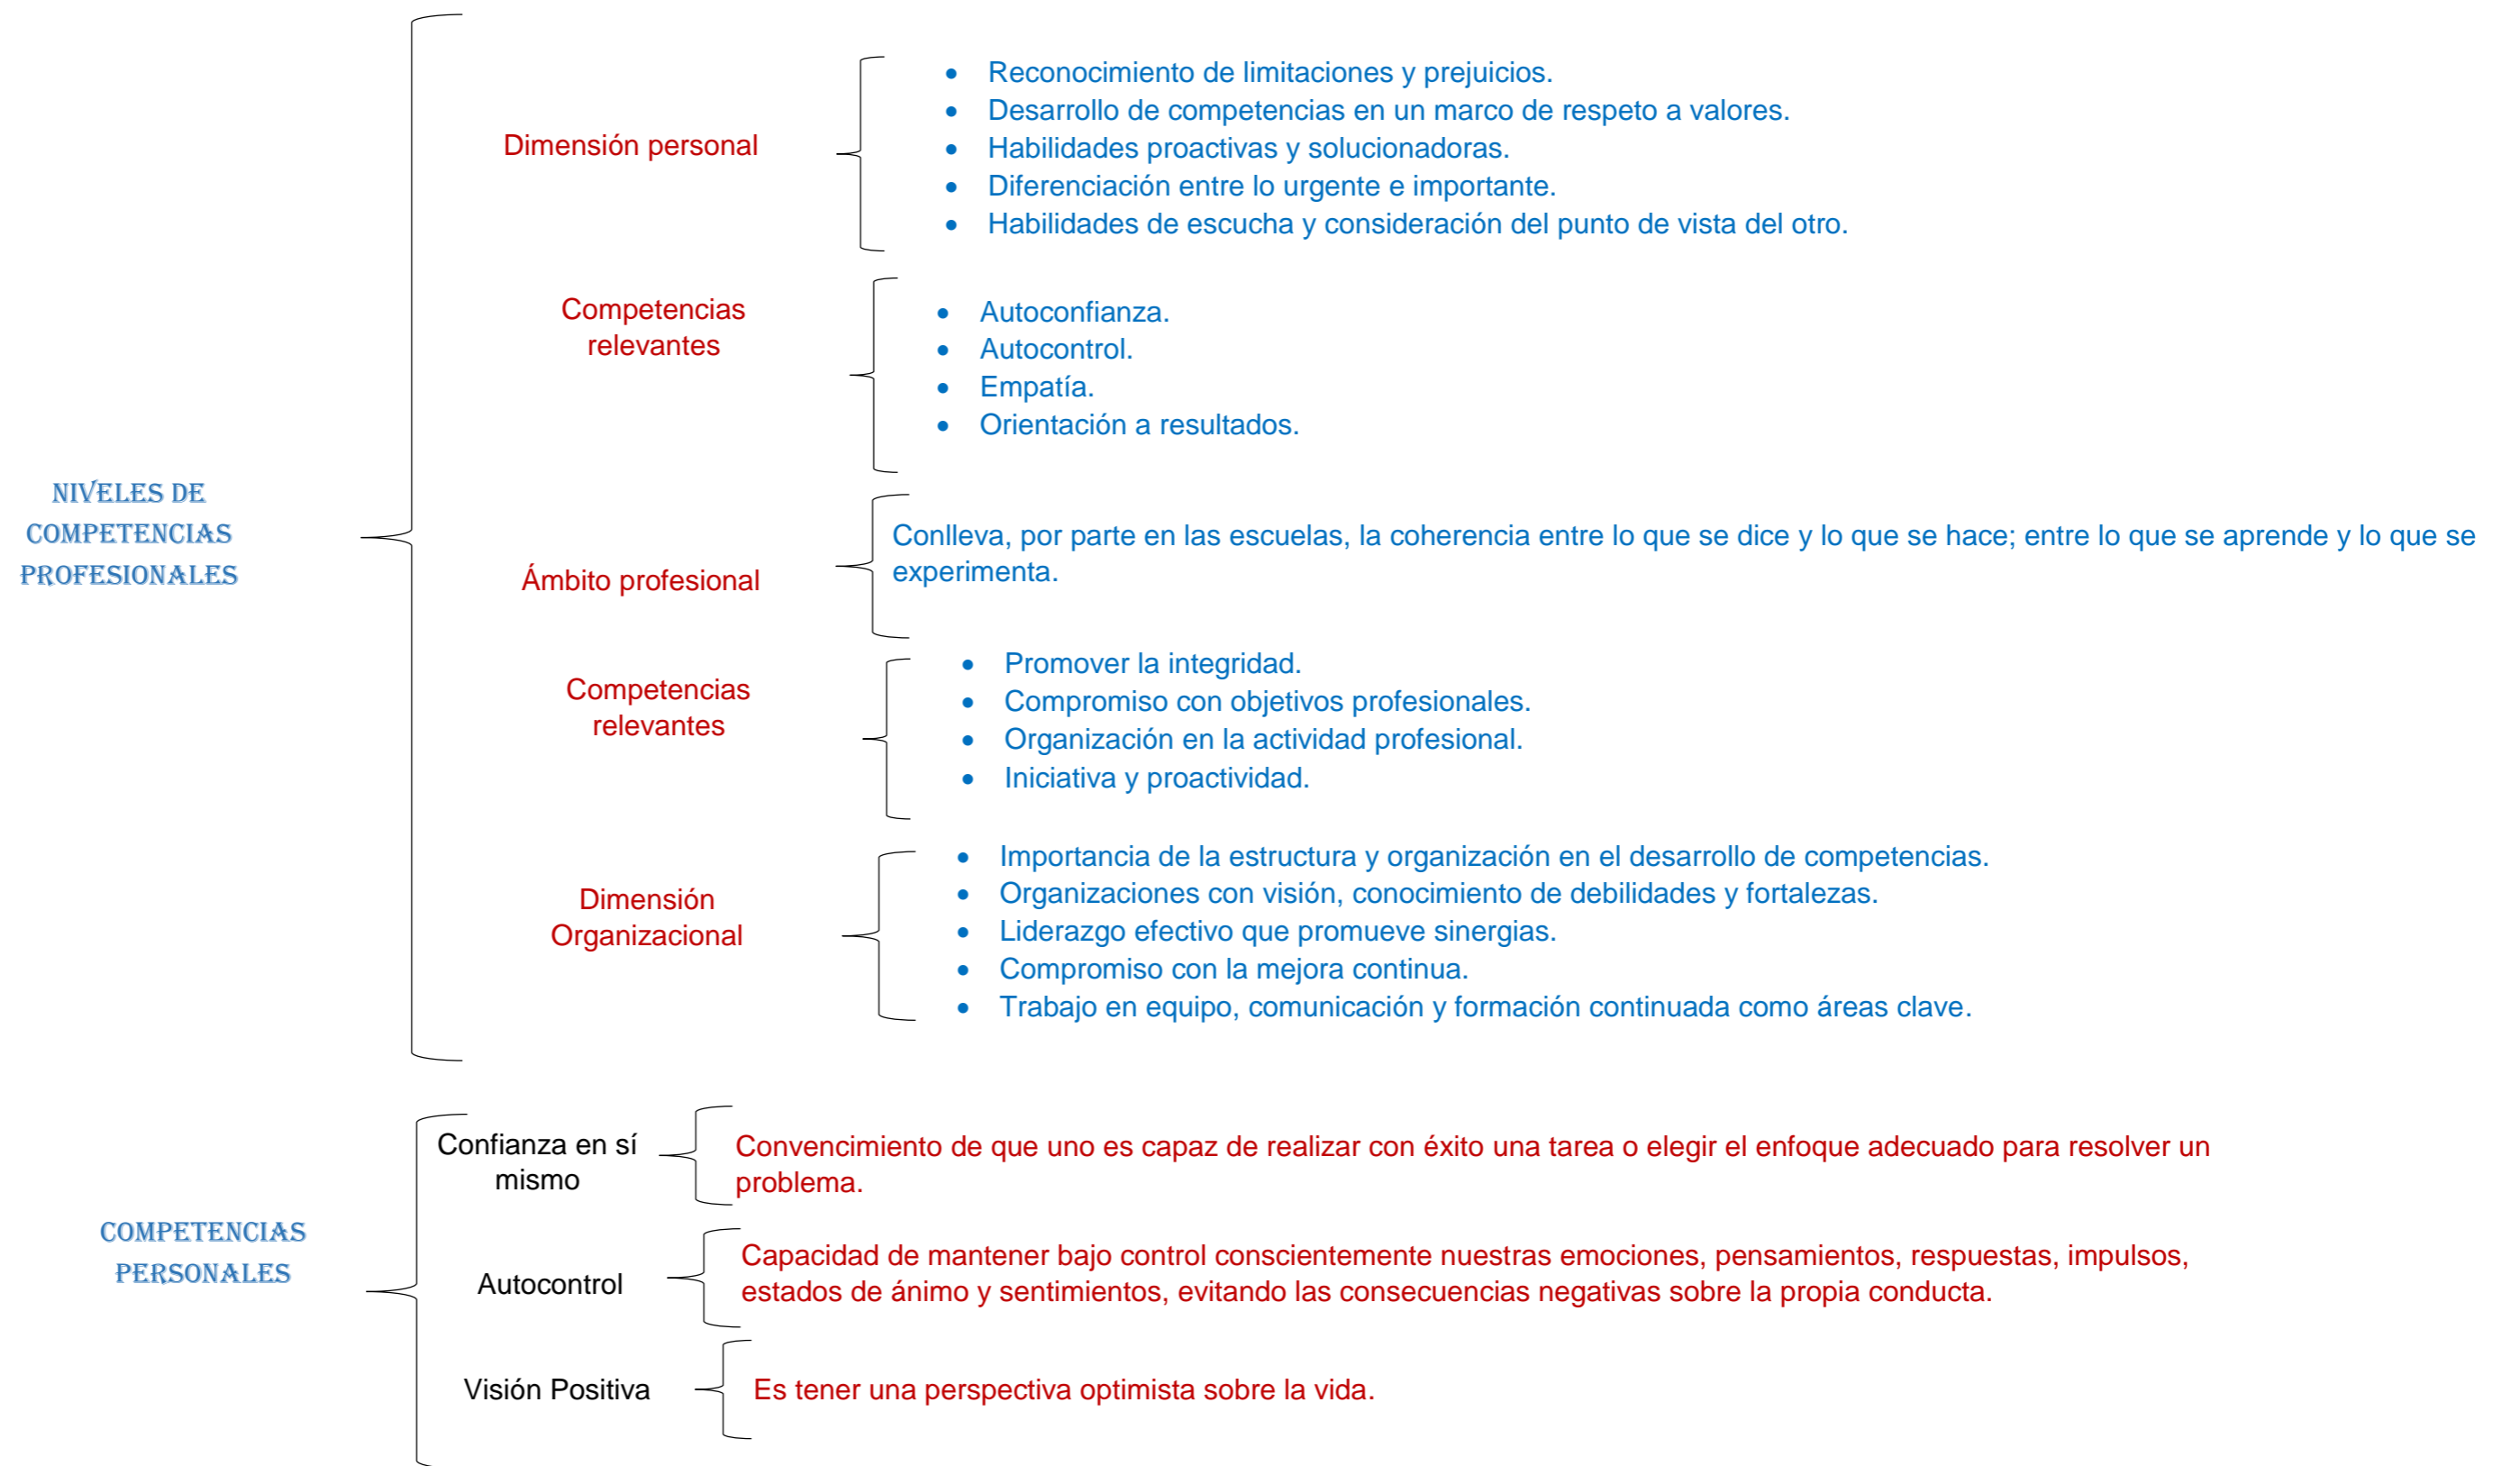 NIVELES DE
COMPETENCIAS
PROFESIONALES
Dimensión personal
• Reconocimiento de limitaciones y prejuicios.
• Desarrollo de competencias en un marco de respeto a valores.
• Habilidades proactivas y solucionadoras.
• Diferenciación entre lo urgente e importante.
• Habilidades de escucha y consideración del punto de vista del otro.
Competencias
relevantes
• Autoconfianza.
• Autocontrol.
• Empatía.
• Orientación a resultados.
Ámbito profesional
Conlleva, por parte en las escuelas, la coherencia entre lo que se dice y lo que se hace; entre lo que se aprende y lo que se
experimenta.
Competencias
relevantes
• Promover la integridad.
• Compromiso con objetivos profesionales.
• Organización en la actividad profesional.
• Iniciativa y proactividad.
Dimensión
Organizacional
• Importancia de la estructura y organización en el desarrollo de competencias.
• Organizaciones con visión, conocimiento de debilidades y fortalezas.
• Liderazgo efectivo que promueve sinergias.
• Compromiso con la mejora continua.
• Trabajo en equipo, comunicación y formación continuada como áreas clave.
COMPETENCIAS
PERSONALES
Confianza en sí
mismo
Convencimiento de que uno es capaz de realizar con éxito una tarea o elegir el enfoque adecuado para resolver un
problema.
Autocontrol
Capacidad de mantener bajo control conscientemente nuestras emociones, pensamientos, respuestas, impulsos,
estados de ánimo y sentimientos, evitando las consecuencias negativas sobre la propia conducta.
Visión Positiva
Es tener una perspectiva optimista sobre la vida.